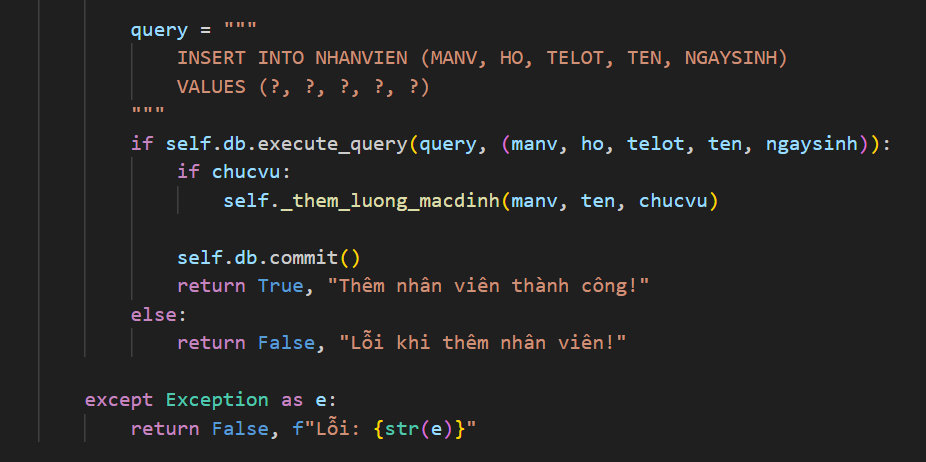 query = """
INSERT INTO NHANVIEN (MANV, HO, TELOT, TEN, NGAYSINH)
VALUES (?, ?, ?, ?, ?)
"""
if self.db.execute_query(query, (manv, ho, telot, ten, ngaysinh)):
if chucvu:
self._them_luong_macdinh(manv, ten, chucvu)
self.db.commit()
return True, "Thêm nhân viên thành công!"
else:
return False, "Lỗi khi thêm nhân viên!"
except Exception as e:
return False, f"Lỗi: {str(e)}"